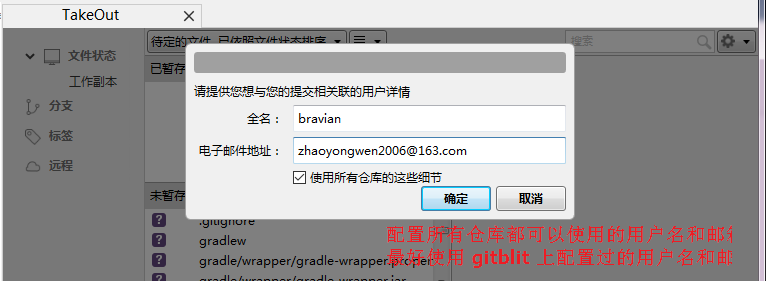 TakeOut
待定的文件, 已依照文件状态排序
搜索
文件状态
工作副本
分支
标签
远程
已暂存
请提供您想与您的提交相关联的用户详情
全名：
bravian
电子邮件地址：
zhaoyongwen2006@163.com
使用所有仓库的这些细节
确定
取消
未暂存
.gitignore
gradlew
gradle/wrapper/gradle-wrapper.proper
gradle/wrapper/gradle-wrapper.jar
配置所有仓库都可以使用的用户名和邮
最好使用 gitblit 上配置过的用户名和邮